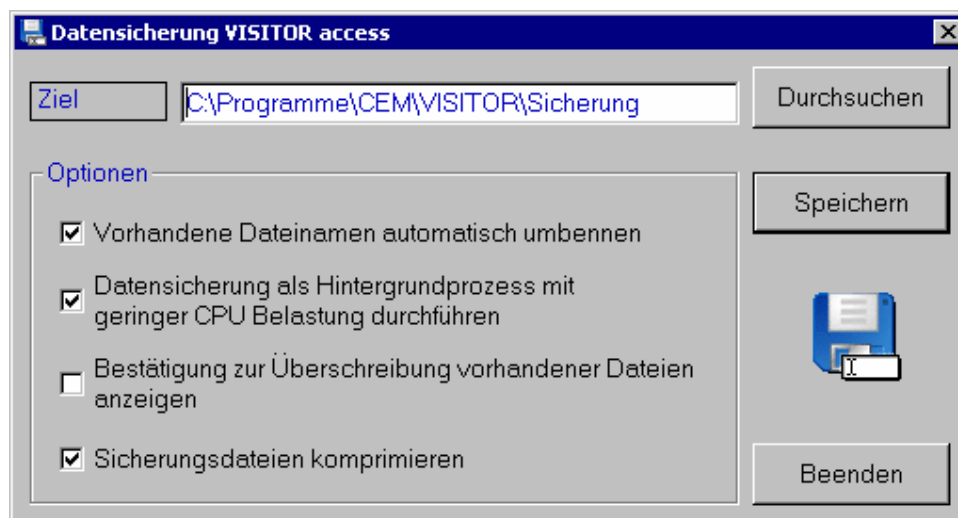 Datensicherung VISITOR access
Ziel
C:\Programme\CEM\VISITOR\Sicherung
Durchsuchen
Optionen
Speichern
Vorhandene Dateinamen automatisch umbennen
Datensicherung als Hintergrundprozess mit
geringer CPU Belastung durchführen
Bestätigung zur Überschreibung vorhandener Dateien
anzeigen
Sicherungsdateien komprimieren
Beenden